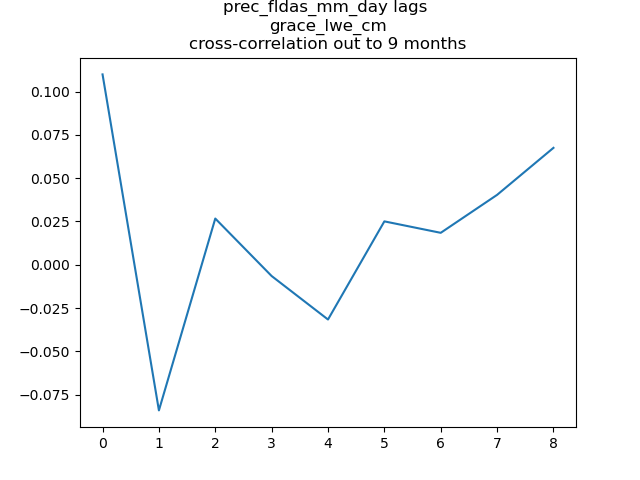 prec_fldas_mm_day lags
grace_lwe_cm
cross-correlation out to 9 months
0.100
0.075
0.050
0.025
0.000
−0.025
−0.050
−0.075
0 1 2 3 4 5 6 7 8